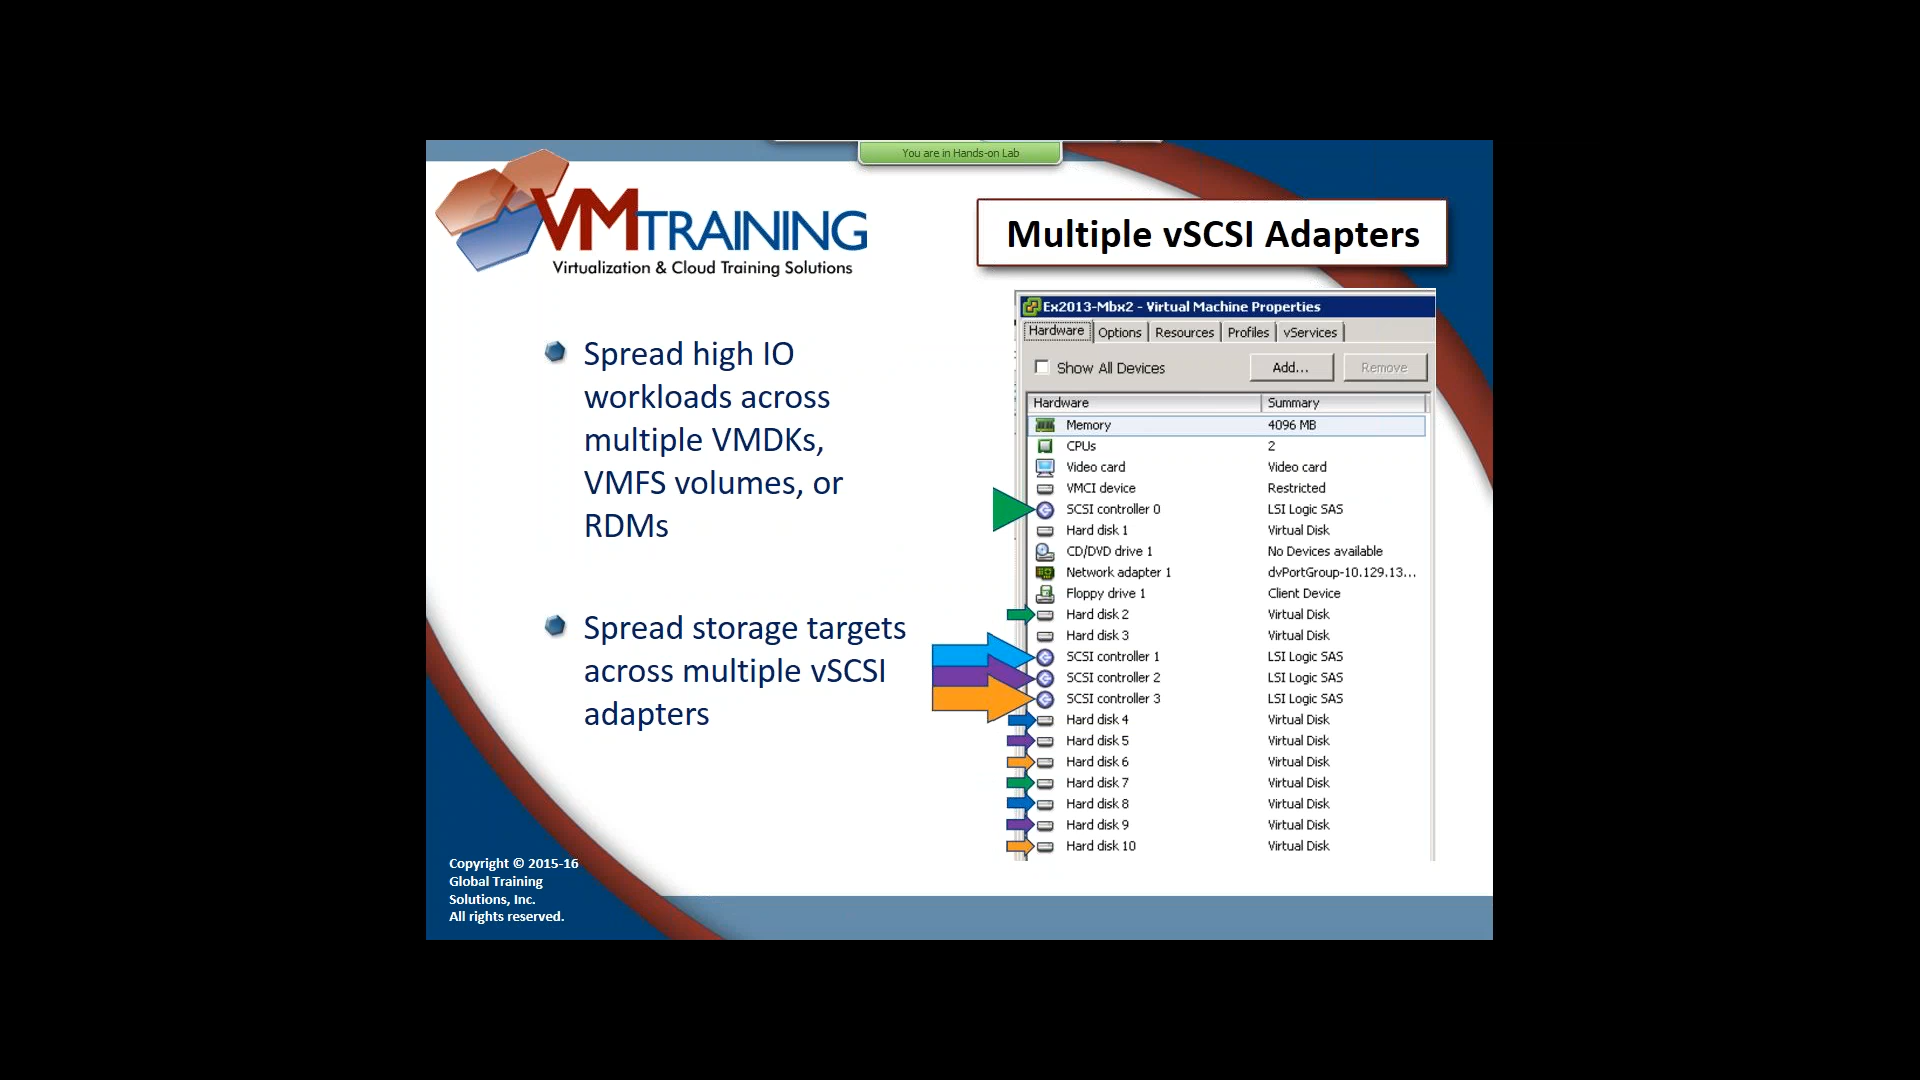 You are in Hands-on Lab
VMTRAINING
Virtualization & Cloud Training Solutions
Multiple vSCSI Adapters
Spread high IO
workloads across
multiple VMDKs,
VMFS volumes, or
RDMs
Spread storage targets
across multiple vSCSI
adapters
Ex2013-Mbx2 - Virtual Machine Properties
Hardware Options Resources Profiles vServices
Show All Devices Add... Remove
Hardware Summary
Memory 4096 MB
CPUs 2
Video card Video card
VMCI device Restricted
SCSI controller 0 LSI Logic SAS
Hard disk 1 Virtual Disk
CD/DVD drive 1 No Devices available
Network adapter 1 dvPortGroup-10.129.13...
Floppy drive 1 Client Device
Hard disk 2 Virtual Disk
Hard disk 3 Virtual Disk
SCSI controller 1 LSI Logic SAS
SCSI controller 2 LSI Logic SAS
SCSI controller 3 LSI Logic SAS
Hard disk 4 Virtual Disk
Hard disk 5 Virtual Disk
Hard disk 6 Virtual Disk
Hard disk 7 Virtual Disk
Hard disk 8 Virtual Disk
Hard disk 9 Virtual Disk
Hard disk 10 Virtual Disk
Copyright © 2015-16
Global Training
Solutions, Inc.
All rights reserved.